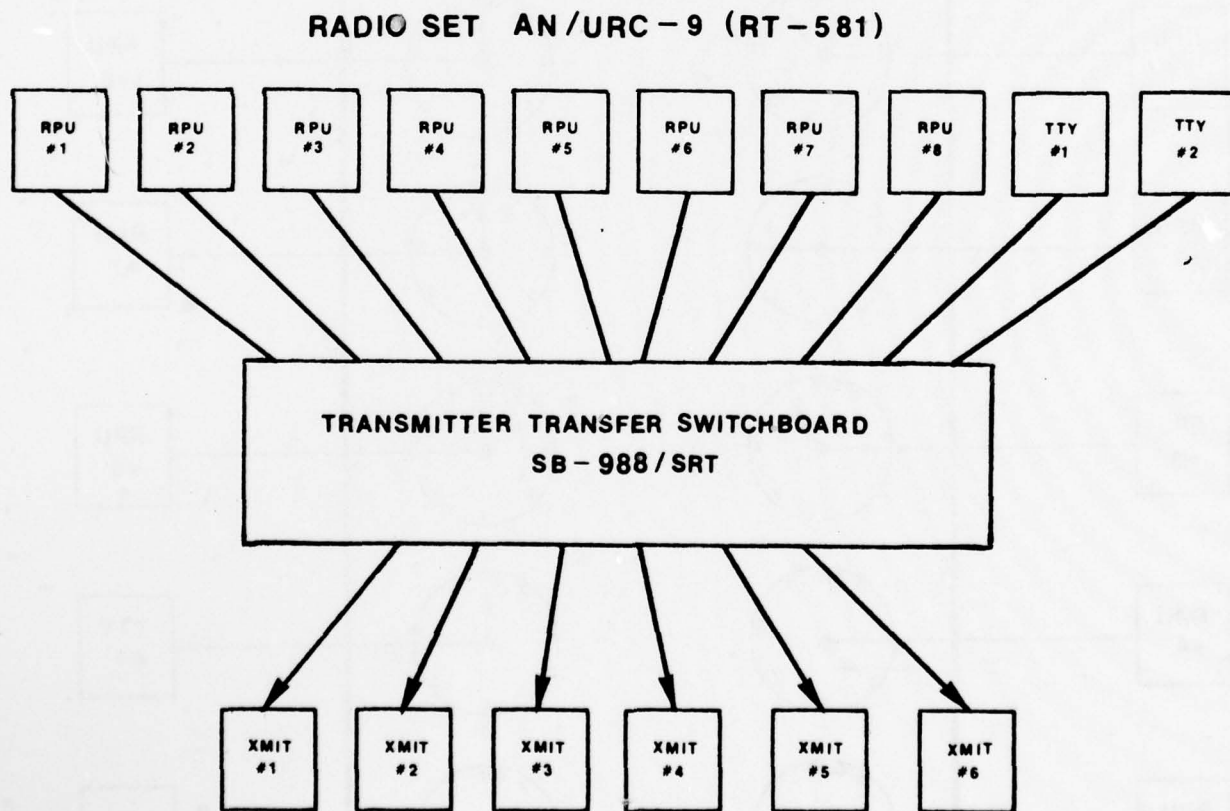 RADIO SET AN/URC-9 (RT-581)
RPU
#1
RPU
#2
RPU
#3
RPU
#4
RPU
#5
RPU
#6
RPU
#7
RPU
#8
TTY
#1
TTY
#2
TRANSMITTER TRANSFER SWITCHBOARD
SB-988/SRT
XMIT
#1
XMIT
#2
XMIT
#3
XMIT
#4
XMIT
#5
XMIT
#6